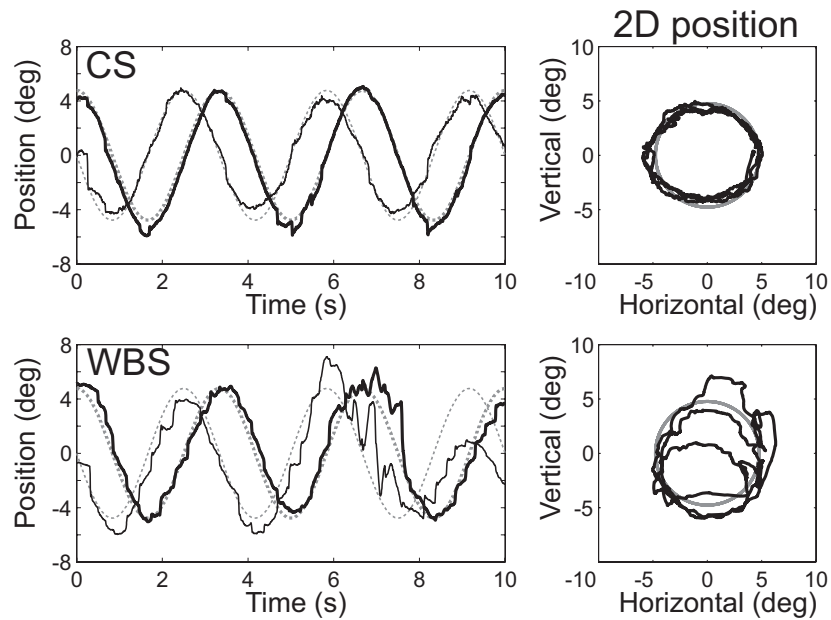 2D position
CS
Position (deg)
8
4
0
-4
-8
0 2 4 6 8 10
Time (s)
Vertical (deg)
10
5
0
-5
-10 -5 0 5 10
Horizontal (deg)
WBS
Position (deg)
8
4
0
-4
-8
0 2 4 6 8 10
Time (s)
Vertical (deg)
10
5
0
-5
-10 -5 0 5 10
Horizontal (deg)